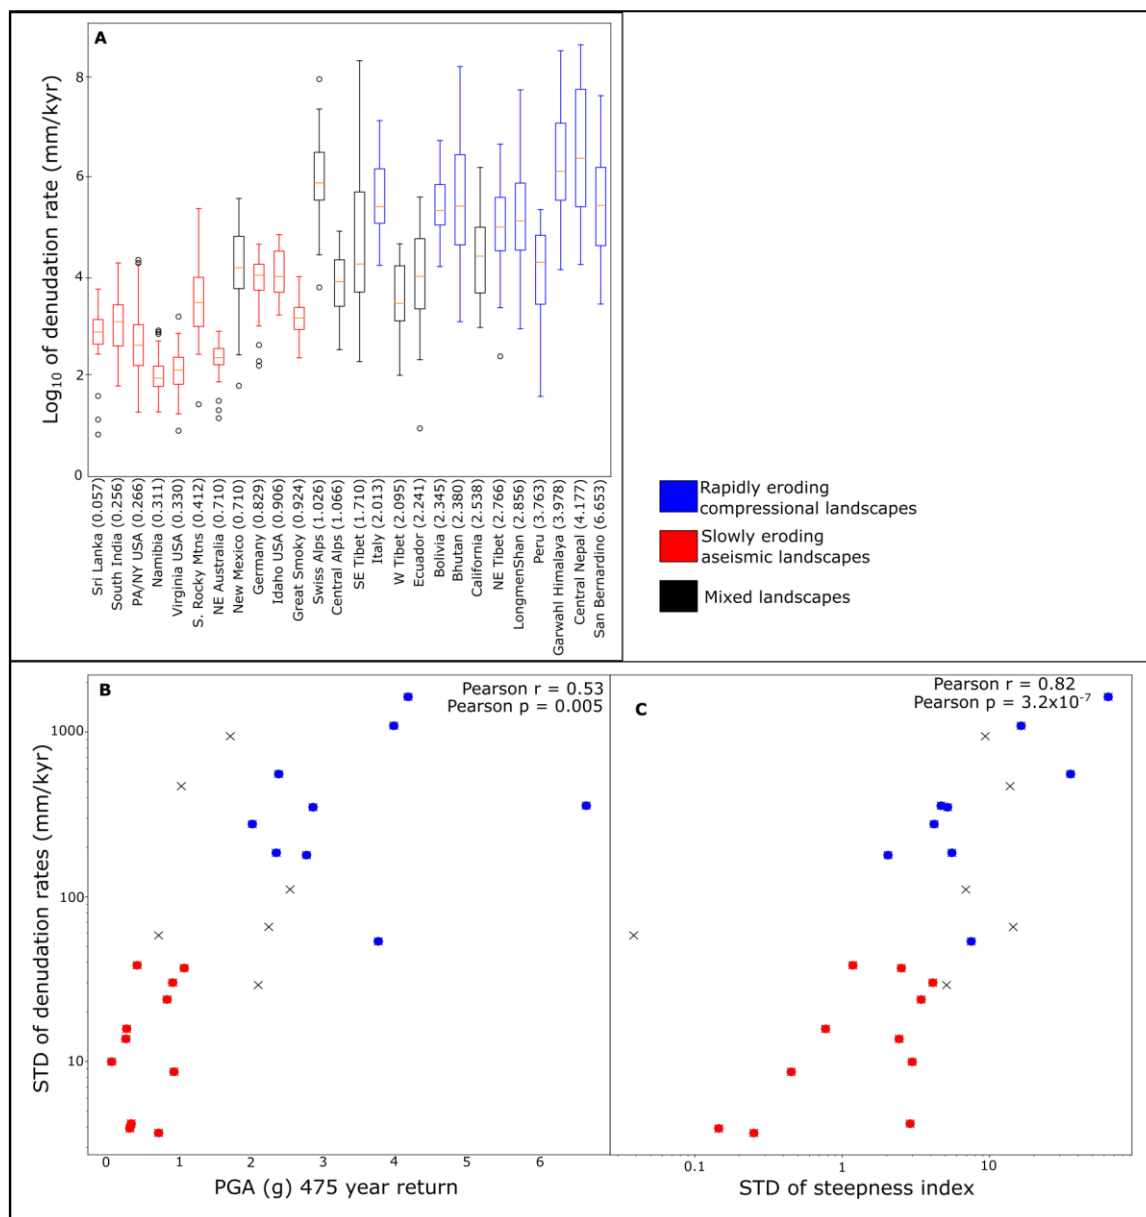 A
Log10 of denudation rate (mm/kyr)
8
6
4
2
0
Sri Lanka (0.057)
South India (0.256)
PA/NY USA (0.266)
Namibia (0.311)
Virginia USA (0.330)
S. Rocky Mtns (0.412)
NE Australia (0.710)
New Mexico (0.710)
Germany (0.829)
Idaho USA (0.906)
Great Smoky (0.924)
Swiss Alps (1.026)
Central Alps (1.066)
SE Tibet (1.710)
Italy (2.013)
W Tibet (2.095)
Ecuador (2.241)
Bolivia (2.345)
Bhutan (2.380)
California (2.538)
NE Tibet (2.766)
LongmenShan (2.856)
Peru (3.763)
Garwahl Himalaya (3.978)
Central Nepal (4.177)
San Bernardino (6.653)
Rapidly eroding
compressional landscapes
Slowly eroding
aseismic landscapes
Mixed landscapes
B
Pearson r = 0.53
Pearson p = 0.005
STD of denudation rates (mm/kyr)
1000
100
10
0 1 2 3 4 5 6
PGA (g) 475 year return
C
Pearson r = 0.82
Pearson p = 3.2x10-7
0.1 1 10
STD of steepness index